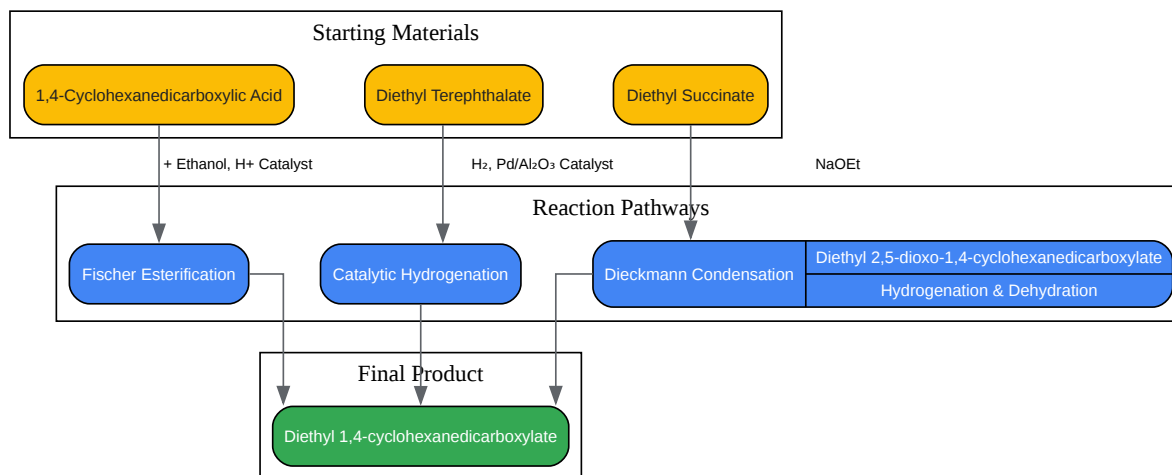 Starting Materials
1,4-Cyclohexanedicarboxylic Acid
Diethyl Terephthalate
Diethyl Succinate
+ Ethanol, H+ Catalyst
H₂, Pd/Al₂O₃ Catalyst
NaOEt
Reaction Pathways
Fischer Esterification
Catalytic Hydrogenation
Dieckmann Condensation
Diethyl 2,5-dioxo-1,4-cyclohexanedicarboxylate
Hydrogenation & Dehydration
Final Product
Diethyl 1,4-cyclohexanedicarboxylate